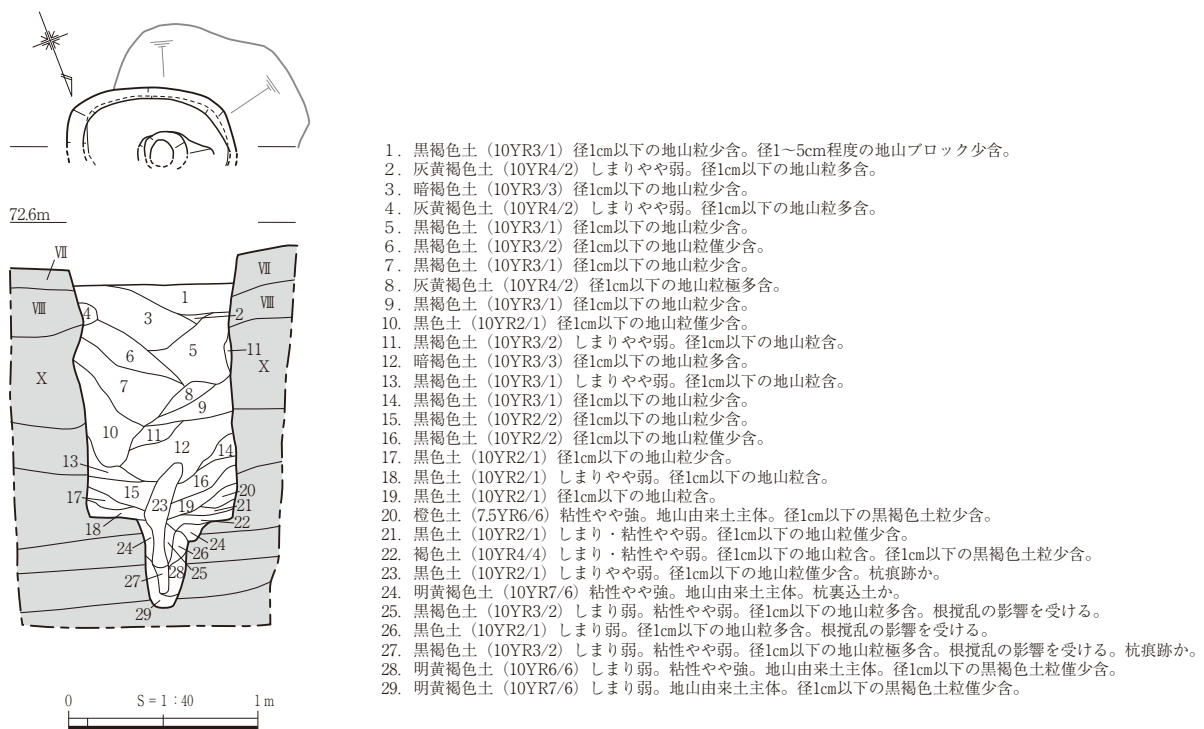 72.6m
Ⅶ
Ⅶ
Ⅷ
Ⅷ
Ⅹ
Ⅹ
1
2
3
4
5
6
7
8
9
10
11
11
12
13
14
15
16
17
18
19
20
21
22
23
24
24
25
26
27
28
29
0
S = 1 : 40
1 m
1. 黒褐色土（10YR3/1）径1cm以下の地山粒少含。径1～5cm程度の地山ブロック少含。
2. 灰黄褐色土（10YR4/2）しまりやや弱。径1cm以下の地山粒多含。
3. 暗褐色土（10YR3/3）径1cm以下の地山粒少含。
4. 灰黄褐色土（10YR4/2）しまりやや弱。径1cm以下の地山粒多含。
5. 黒褐色土（10YR3/1）径1cm以下の地山粒少含。
6. 黒褐色土（10YR3/2）径1cm以下の地山粒僅少含。
7. 黒褐色土（10YR3/1）径1cm以下の地山粒少含。
8. 灰黄褐色土（10YR4/2）径1cm以下の地山粒極多含。
9. 黒褐色土（10YR3/1）径1cm以下の地山粒少含。
10. 黒色土（10YR2/1）径1cm以下の地山粒僅少含。
11. 黒褐色土（10YR3/2）しまりやや弱。径1cm以下の地山粒含。
12. 暗褐色土（10YR3/3）径1cm以下の地山粒多含。
13. 黒褐色土（10YR3/1）しまりやや弱。径1cm以下の地山粒含。
14. 黒褐色土（10YR3/1）径1cm以下の地山粒少含。
15. 黒褐色土（10YR2/2）径1cm以下の地山粒少含。
16. 黒褐色土（10YR2/2）径1cm以下の地山粒僅少含。
17. 黒色土（10YR2/1）径1cm以下の地山粒少含。
18. 黒色土（10YR2/1）しまりやや弱。径1cm以下の地山粒含。
19. 黒色土（10YR2/1）径1cm以下の地山粒含。
20. 橙色土（7.5YR6/6）粘性やや強。地山由来土主体。径1cm以下の黒褐色土粒少含。
21. 黒色土（10YR2/1）しまり・粘性やや弱。径1cm以下の地山粒僅少含。
22. 褐色土（10YR4/4）しまり・粘性やや弱。径1cm以下の地山粒含。径1cm以下の黒褐色土粒少含。
23. 黒色土（10YR2/1）しまりやや弱。径1cm以下の地山粒僅少含。杭痕跡か。
24. 明黄褐色土（10YR7/6）粘性やや強。地山由来土主体。杭裏込土か。
25. 黒褐色土（10YR3/2）しまり弱。粘性やや弱。径1cm以下の地山粒多含。根撹乱の影響を受ける。
26. 黒色土（10YR2/1）しまり弱。径1cm以下の地山粒多含。根撹乱の影響を受ける。
27. 黒褐色土（10YR3/2）しまり弱。粘性やや弱。径1cm以下の地山粒極多含。根撹乱の影響を受ける。杭痕跡か。
28. 明黄褐色土（10YR6/6）しまり弱。粘性やや強。地山由来土主体。径1cm以下の黒褐色土粒僅少含。
29. 明黄褐色土（10YR7/6）しまり弱。地山由来土主体。径1cm以下の黒褐色土粒僅少含。